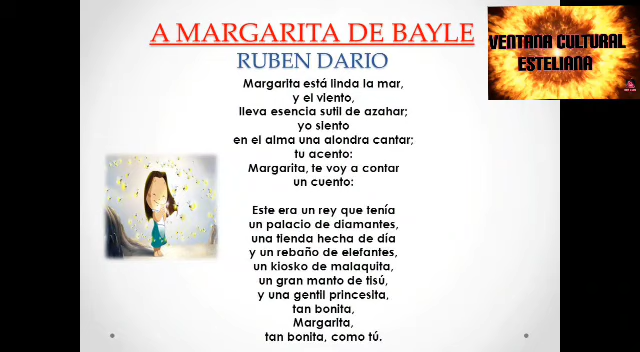 A MARGARITA DE BAYLE
RUBEN DARIO
VENTANA CULTURAL
ESTELIANA
Margarita está linda la mar,
y el viento,
lleva esencia sutil de azahar;
yo siento
en el alma una alondra cantar;
tu acento:
Margarita, te voy a contar
un cuento:
Este era un rey que tenía
un palacio de diamantes,
una tienda hecha de día
y un rebaño de elefantes,
un kiosko de malaquita,
un gran manto de tisú,
y una gentil princesita,
tan bonita,
Margarita,
tan bonita, como tú.